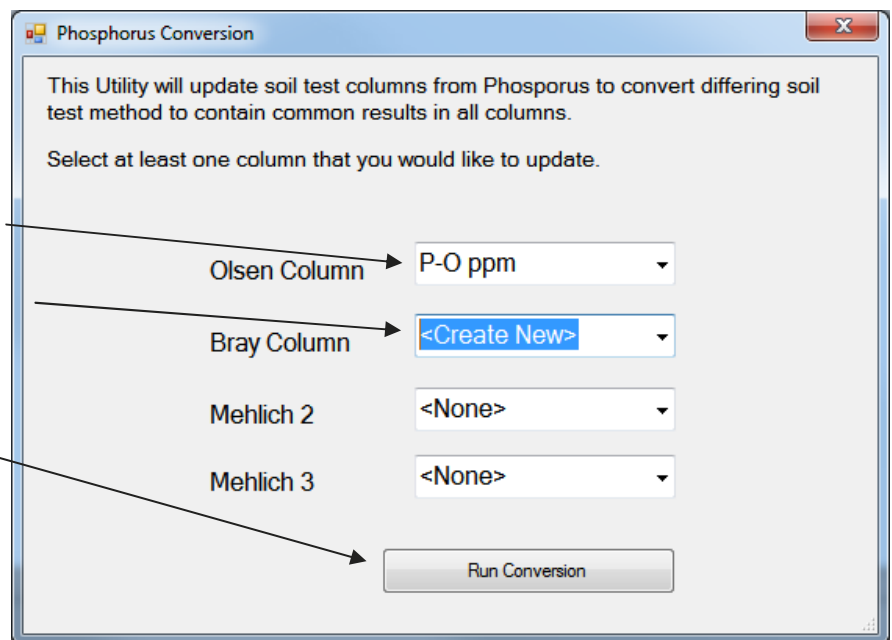 Phosphorus Conversion
This Utility will update soil test columns from Phosporus to convert differing soil
test method to contain common results in all columns.
Select at least one column that you would like to update.
Olsen Column P-O ppm
Bray Column <Create New>
Mehlich 2 <None>
Mehlich 3 <None>
Run Conversion